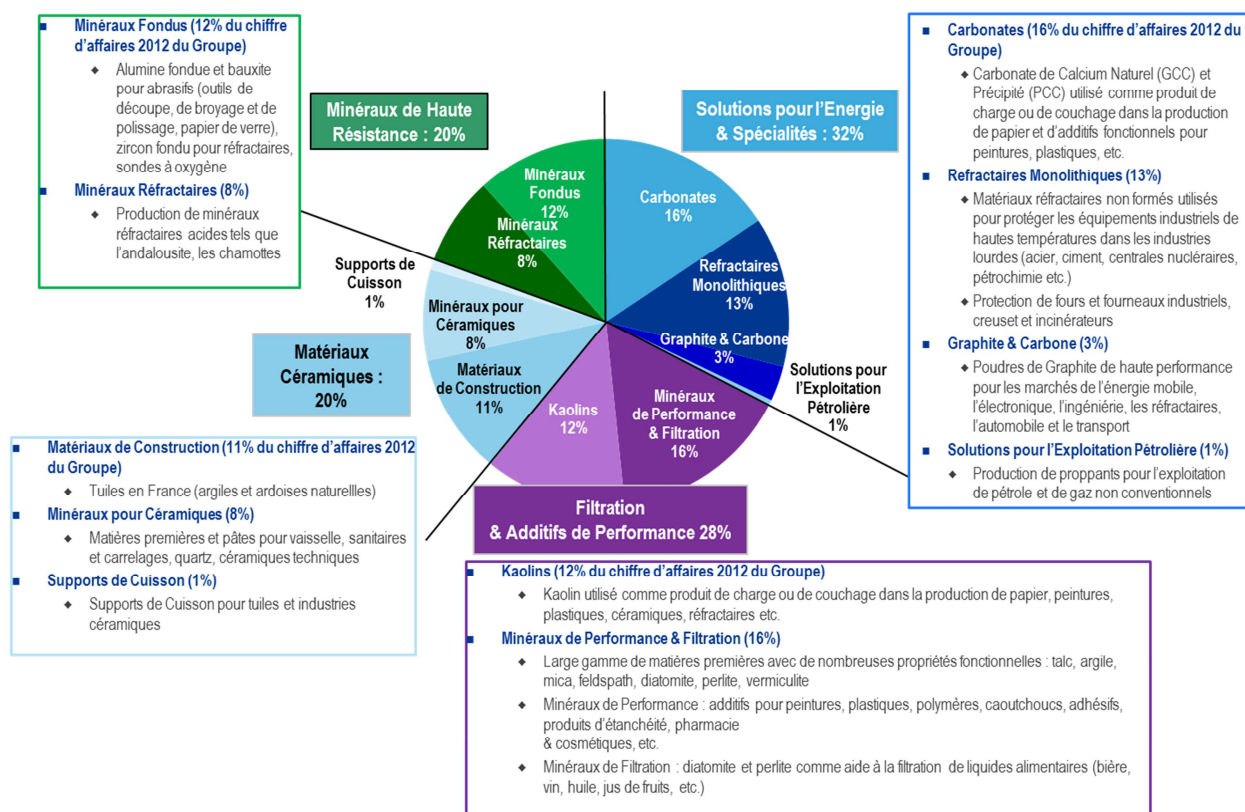 ■ Minéraux Fondus (12% du chiffre
d'affaires 2012 du Groupe)
◆ Alumine fondue et bauxite
pour abrasifs (outils de
découpe, de broyage et de
polissage, papier de verre),
zircon fondu pour réfractaires,
sondes à oxygène
■ Minéraux Réfractaires (8%)
◆ Production de minéraux
réfractaires acides tels que
l'andalousite, les chamottes
Minéraux de Haute
Résistance : 20%
Solutions pour l'Energie
& Spécialités : 32%
■ Carbonates (16% du chiffre d'affaires 2012 du
Groupe)
◆ Carbonate de Calcium Naturel (GCC) et
Précipité (PCC) utilisé comme produit de
charge ou de couchage dans la production
de papier et d'additifs fonctionnels pour
peintures, plastiques, etc.
■ Refractaires Monolithiques (13%)
◆ Matériaux réfractaires non formés utilisés
pour protéger les équipements industriels de
hautes températures dans les industries
lourdes (acier, ciment, centrales nucléraires,
pétrochimie etc.)
◆ Protection de fours et fourneaux industriels,
creuset et incinérateurs
■ Graphite & Carbone (3%)
◆ Poudres de Graphite de haute performance
pour les marchés de l'énergie mobile,
l'électronique, l'ingéniérie, les réfractaires,
l'automobile et le transport
■ Solutions pour l'Exploitation Pétrolière (1%)
◆ Production de proppants pour l'exploitation
de pétrole et de gaz non conventionnels
Minéraux
Fondus
12%
Carbonates
16%
Minéraux
Réfractaires
8%
Refractaires
Monolithiques
13%
Supports de
Cuisson
1%
Minéraux pour
Céramiques
8%
Graphite & Carbone
3%
Solutions pour
l'Exploitation
Pétrolière
1%
Matériaux
de Construction
11%
Kaolins
12%
Minéraux
de Performance
& Filtration
16%
Matériaux
Céramiques :
20%
Filtration
& Additifs de Performance 28%
■ Matériaux de Construction (11% du chiffre d'affaires 2012
du Groupe)
◆ Tuiles en France (argiles et ardoises naturellles)
■ Minéraux pour Céramiques (8%)
◆ Matières premières et pâtes pour vaisselle, sanitaires
et carrelages, quartz, céramiques techniques
■ Supports de Cuisson (1%)
◆ Supports de Cuisson pour tuiles et industries
céramiques
■ Kaolins (12% du chiffre d'affaires 2012 du Groupe)
◆ Kaolin utilisé comme produit de charge ou de couchage dans la production de papier, peintures,
plastiques, céramiques, réfractaires etc.
■ Minéraux de Performance & Filtration (16%)
◆ Large gamme de matières premières avec de nombreuses propriétés fonctionnelles : talc, argile,
mica, feldspath, diatomite, perlite, vermiculite
◆ Minéraux de Performance : additifs pour peintures, plastiques, polymères, caoutchoucs, adhésifs,
produits d'étanchéité, pharmacie
& cosmétiques, etc.
◆ Minéraux de Filtration : diatomite et perlite comme aide à la filtration de liquides alimentaires (bière,
vin, huile, jus de fruits, etc.)